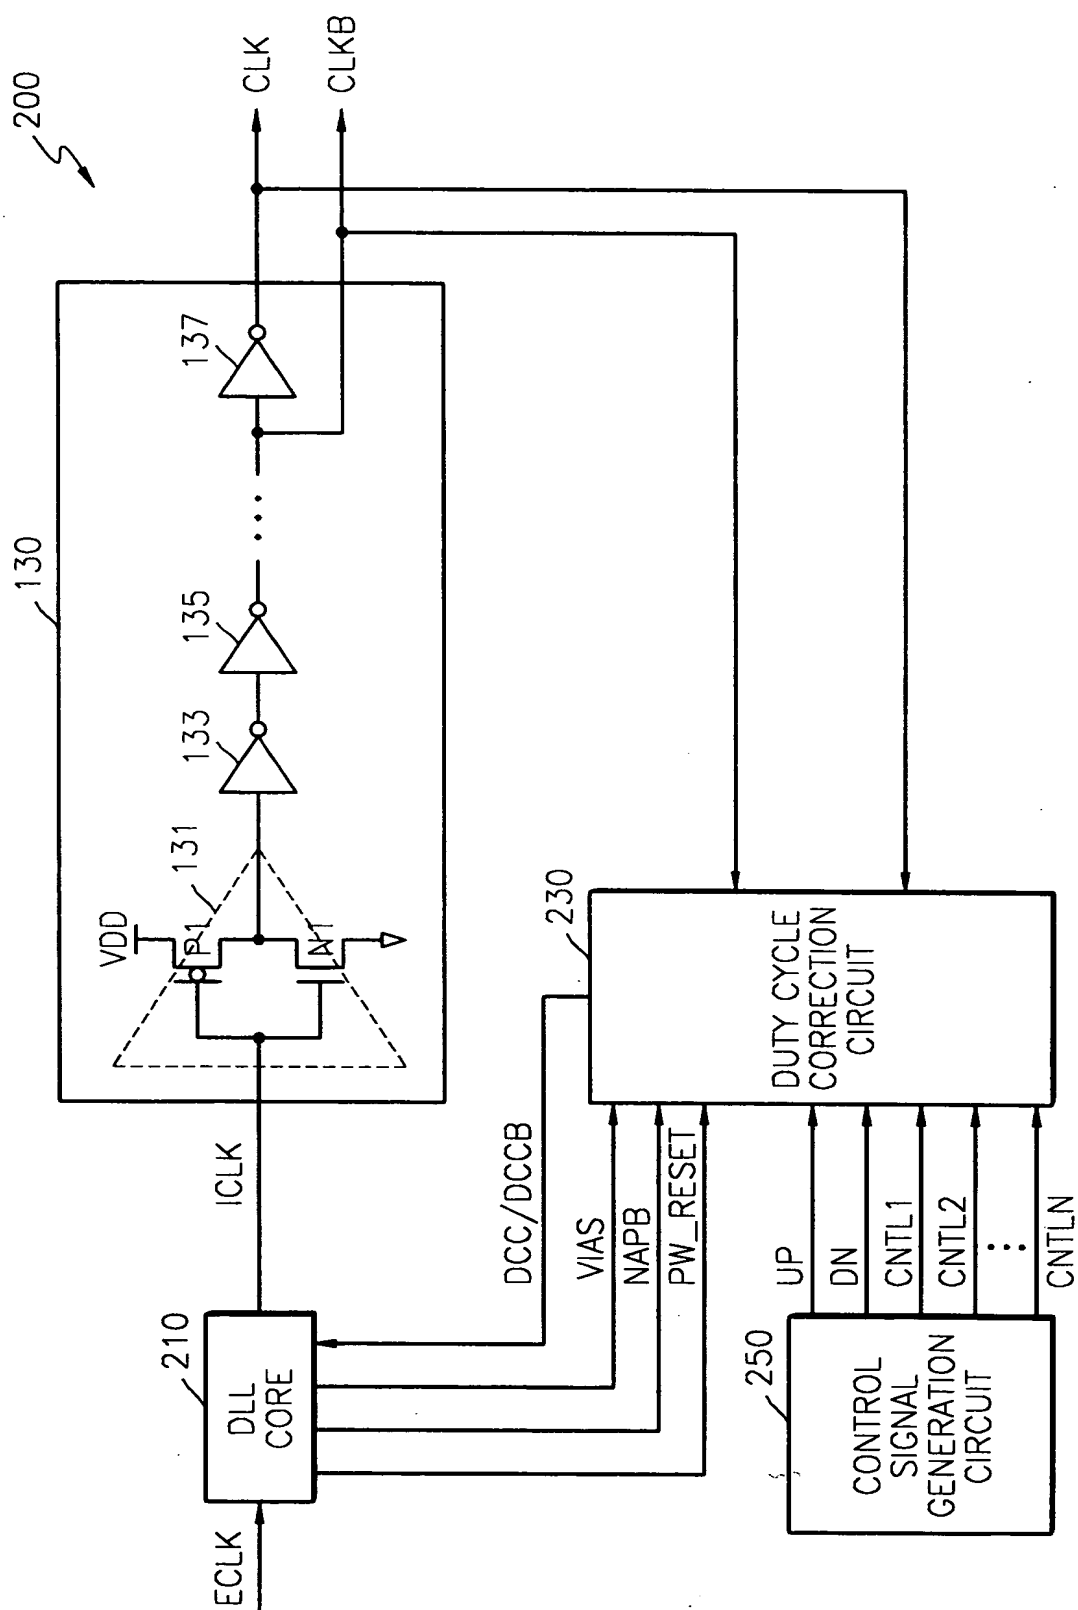 200
130
CLK
CLKB
137
135
133
131
VDD
P1
N1
ICLK
ECLK
210
DLL
CORE
DCC/DCCB
VIAS
NAPB
PW_RESET
230
DUTY CYCLE
CORRECTION
CIRCUIT
UP
DN
CNTL1
CNTL2
CNTLN
250
CONTROL
SIGNAL
GENERATION
CIRCUIT